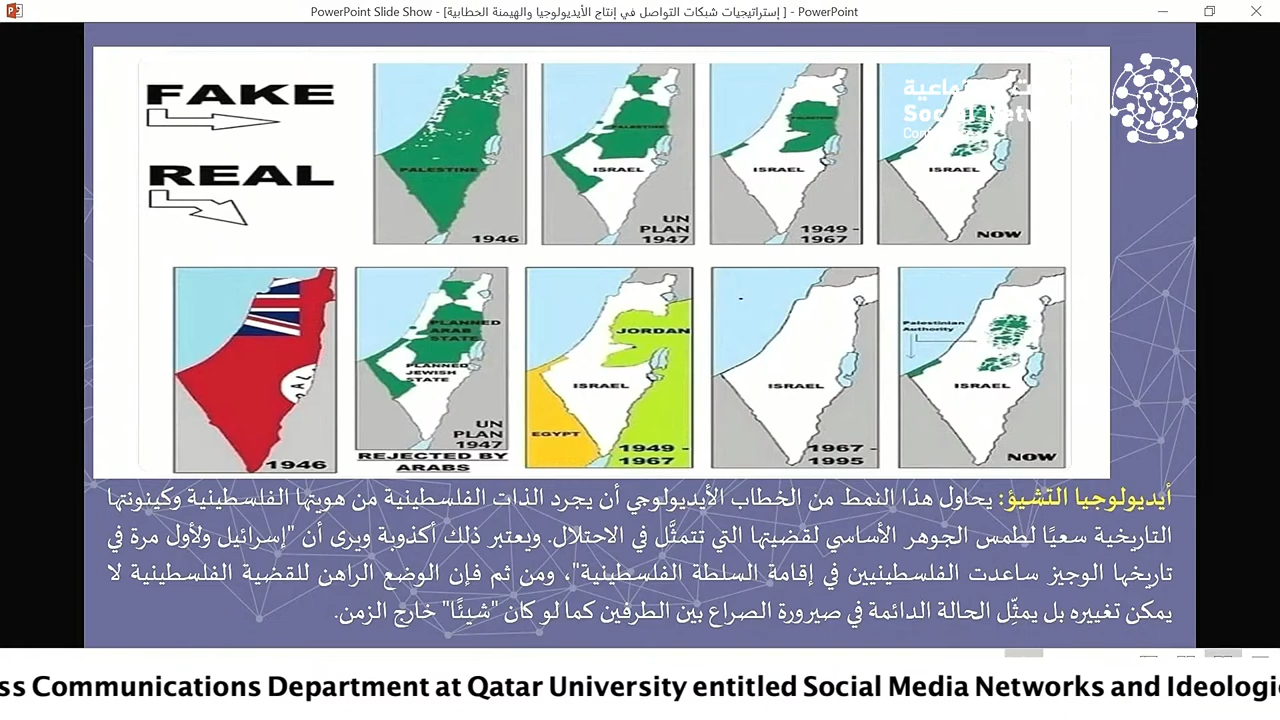 PowerPoint Slide Show - [إستراتيجيات شبكات التواصل في إنتاج الأيديولوجيا والهيمنة الخطابية ] - PowerPoint
FAKE
PALESTINE
1946
PALESTINE
ISRAEL
UN
PLAN
1947
PALESTINE
ISRAEL
1949 -
1967
ISRAEL
NOW
Social Netw
REAL
1946
PLANNED
ARAB
STATE
PLANNED
JEWISH
STATE
UN
PLAN
1947
REJECTED BY
ARABS
JORDAN
ISRAEL
EGYPT
1949 -
1967
ISRAEL
1967 -
1995
Palestinian
Authority
ISRAEL
NOW
أيديولوجيا التشيؤ: يحاول هذا النمط من الخطاب الأيديولوجي أن يجرد الذات الفلسطينية من هويتها الفلسطينية وكينونتها
التاريخية سعيًا لطمس الجوهر الأساسي لقضيتها التي تتمثَّل في الاحتلال. ويعتبر ذلك أكذوبة ويرى أن "إسرائيل ولأول مرة في
تاريخها الوجيز ساعدت الفلسطينيين في إقامة السلطة الفلسطينية"، ومن ثم فإن الوضع الراهن للقضية الفلسطينية لا
يمكن تغييره بل يمثِّل الحالة الدائمة في صيرورة الصراع بين الطرفين كما لو كان "شيئًا" خارج الزمن.
ss Communications Department at Qatar University entitled Social Media Networks and Ideologi